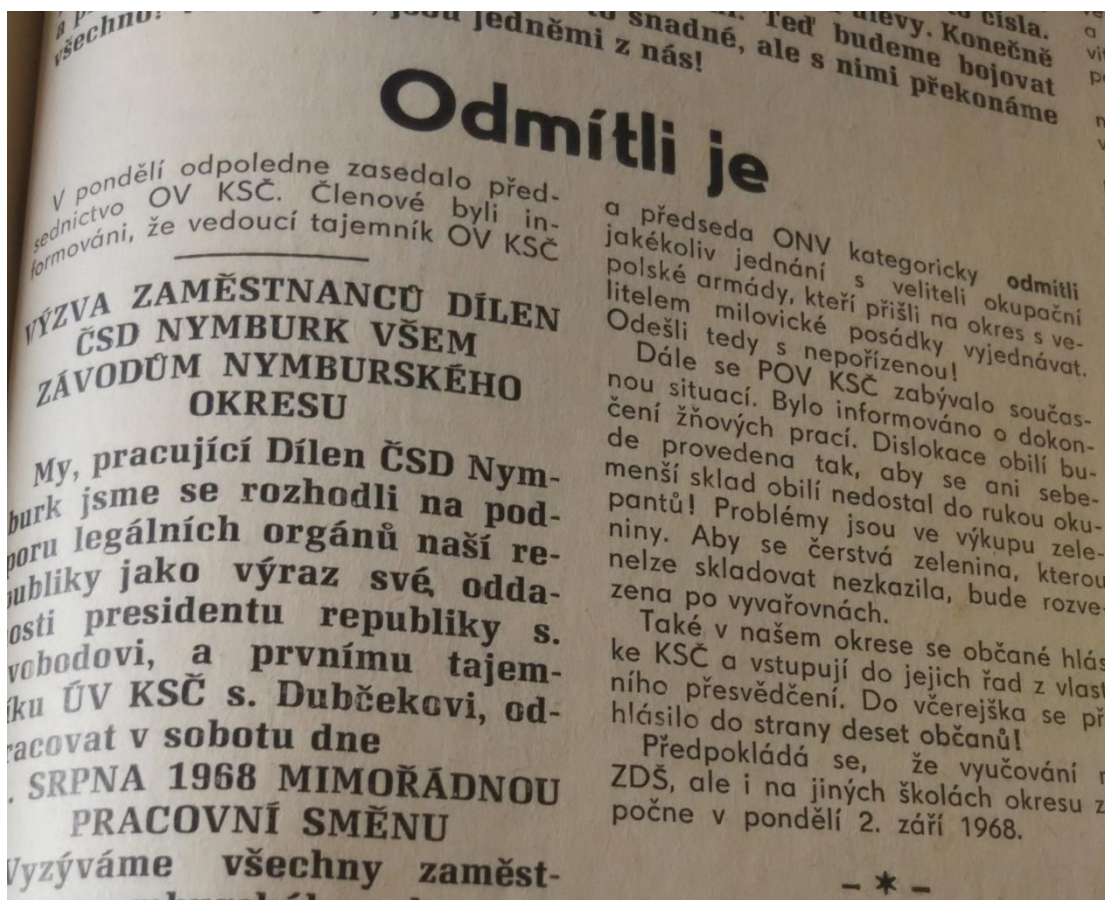 čísla.
úlevy. Konečně
snadné, Teď budeme bojovat
všechno! jsou jedněmi z nás! ale s nimi překonáme
Odmítli je
V pondělí odpoledne zasedalo před-
sednictvo OV KSČ. Členové byli in-
formováni, že vedoucí tajemník OV KSČ
VÝZVA ZAMĚSTNANCŮ DÍLEN
ČSD NYMBURK VŠEM
ZÁVODŮM NYMBURSKÉHO
OKRESU
My, pracující Dílen ČSD Nym-
burk jsme se rozhodli na pod-
poru legálních orgánů naší re-
publiky jako výraz své odda-
osti presidentu republiky s.
vobodovi, a prvnímu tajem-
íku ÚV KSČ s. Dubčekovi, od-
racovat v sobotu dne
. SRPNA 1968 MIMOŘÁDNOU
PRACOVNÍ SMĚNU
Vyzýváme všechny zaměst-
a předseda ONV kategoricky odmítli
jakékoliv jednání s veliteli okupační
polské armády, kteří přišli na okres s ve-
litelem milovické posádky vyjednávat.
Odešli tedy s nepořízenou!
Dále se POV KSČ zabývalo součas-
nou situací. Bylo informováno o dokon-
čení žňových prací. Dislokace obilí bu-
de provedena tak, aby se ani sebe-
menší sklad obilí nedostal do rukou oku-
pantů! Problémy jsou ve výkupu zele-
niny. Aby se čerstvá zelenina, kterou
nelze skladovat nezkazila, bude rozve-
zena po vyvařovnách.
Také v našem okrese se občané hlás
ke KSČ a vstupují do jejich řad z vlast
ního přesvědčení. Do včerejška se př
hlásilo do strany deset občanů!
Předpokládá se, že vyučování n
ZDŠ, ale i na jiných školách okresu z
počne v pondělí 2. září 1968.
— * —